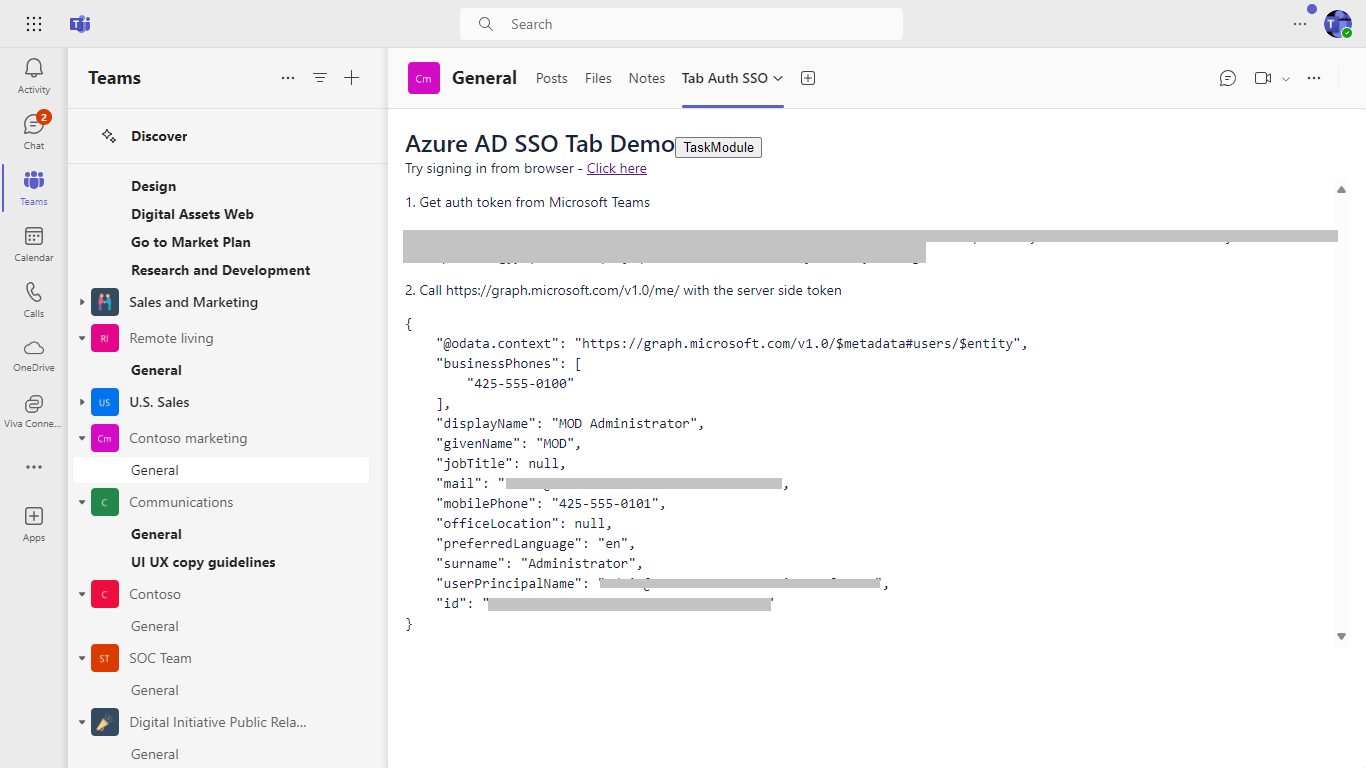 Search
Activity
2
Chat
Teams
Calendar
Calls
OneDrive
Viva Conne...
Apps
Teams
Discover
Design
Digital Assets Web
Go to Market Plan
Research and Development
Sales and Marketing
RI Remote living
General
US U.S. Sales
Cm Contoso marketing
General
C Communications
General
UI UX copy guidelines
C Contoso
General
ST SOC Team
General
Digital Initiative Public Rela...
General
Cm General Posts Files Notes Tab Auth SSO
Azure AD SSO Tab Demo TaskModule
Try signing in from browser - Click here
1. Get auth token from Microsoft Teams
2. Call https://graph.microsoft.com/v1.0/me/ with the server side token
{
"@odata.context": "https://graph.microsoft.com/v1.0/$metadata#users/$entity",
"businessPhones": [
"425-555-0100"
],
"displayName": "MOD Administrator",
"givenName": "MOD",
"jobTitle": null,
"mail": " ,
"mobilePhone": "425-555-0101",
"officeLocation": null,
"preferredLanguage": "en",
"surname": "Administrator",
"userPrincipalName": " ",
"id": " "
}